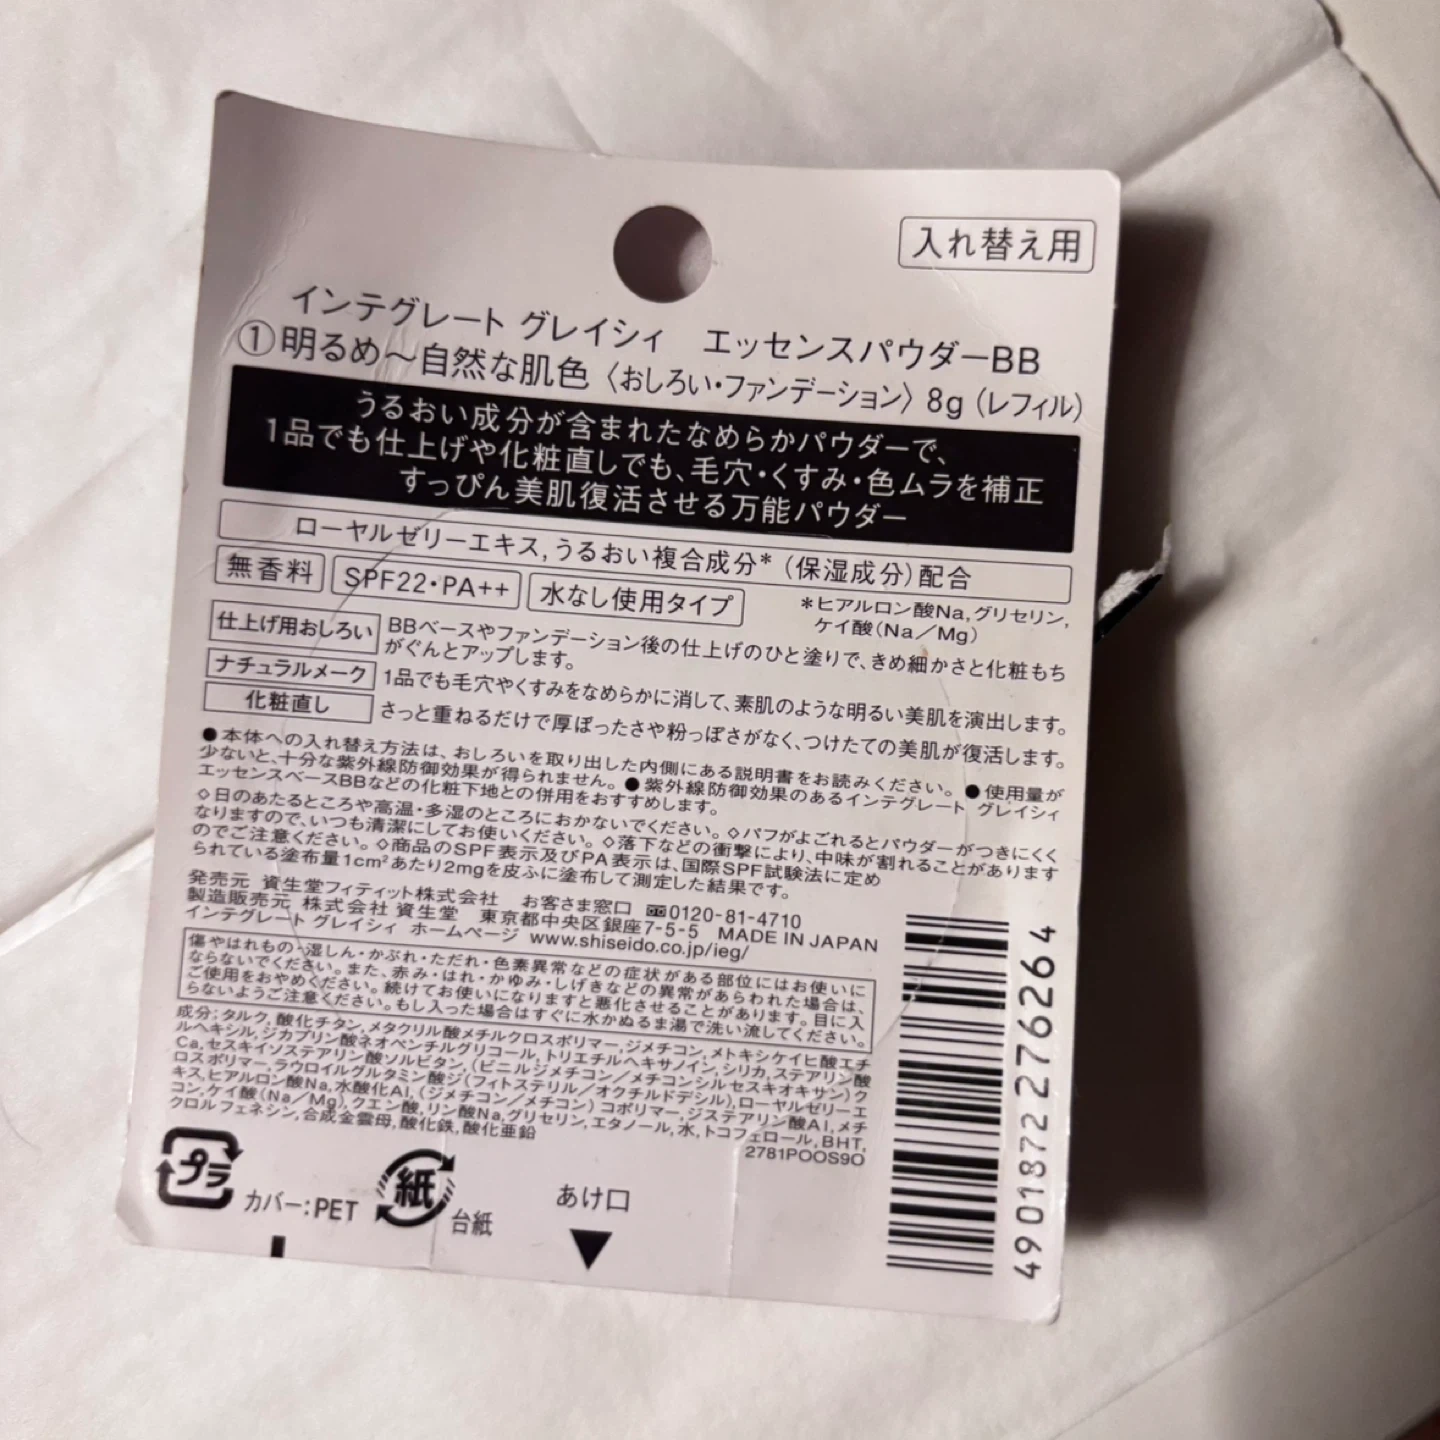 入れ替え用
インテグレート グレイシィ エッセンスパウダーBB
①明るめ〜自然な肌色〈おしろい・ファンデーション〉8g(レフィル)
うるおい成分が含まれたなめらかパウダーで、
1品でも仕上げや化粧直しでも、毛穴・くすみ・色ムラを補正
すっぴん美肌復活させる万能パウダー
ローヤルゼリーエキス,うるおい複合成分*(保湿成分)配合
無香料 SPF22・PA++ 水なし使用タイプ
*ヒアルロン酸Na,グリセリン,
ケイ酸(Na/Mg)
仕上げ用おしろい BBベースやファンデーション後の仕上げのひと塗りで、きめ細かさと化粧もち
がぐんとアップします。
ナチュラルメーク 1品でも毛穴やくすみをなめらかに消して、素肌のような明るい美肌を演出します。
化粧直し さっと重ねるだけで厚ぼったさや粉っぽさがなく、つけたての美肌が復活します。
●本体への入れ替え方法は、おしろいを取り出した内側にある説明書をお読みください。●使用量が
少ないと、十分な紫外線防御効果が得られません。●紫外線防御効果のあるインテグレート グレイシィ
エッセンスベースBBなどの化粧下地との併用をおすすめします。
◇日のあたるところや高温・多湿のところにおかないでください。◇パフがよごれるとパウダーがつきにくく
なりますので、いつも清潔にしてお使いください。◇落下などの衝撃により、中味が割れることがあります
のでご注意ください。◇商品のSPF表示及びPA表示は、国際SPF試験法に定め
られている塗布量1cm²あたり2mgを皮ふに塗布して測定した結果です。
発売元 資生堂フィティット株式会社 お客さま窓口 0120-81-4710
製造販売元 株式会社 資生堂 東京都中央区銀座7-5-5 MADE IN JAPAN
インテグレート グレイシィ ホームページ www.shiseido.co.jp/ieg/
傷やはれもの・湿しん・かぶれ・ただれ・色素異常などの症状がある部位にはお使いに
ならないでください。また、赤み・はれ・かゆみ・しげきなどの異常があらわれた場合は、
ご使用をおやめください。続けてお使いになりますと悪化させることがあります。目に入
らないようご注意ください。もし入った場合はすぐに水かぬるま湯で洗い流してください。
成分;タルク,酸化チタン,メタクリル酸メチルクロスポリマー,ジメチコン,メトキシケイヒ酸エチ
ルヘキシル,ジカプリン酸ネオペンチルグリコール,トリエチルヘキサノイン,シリカ,ステアリン酸
Ca,セスキイソステアリン酸ソルビタン,(ビニルジメチコン/メチコンシルセスキオキサン)ク
ロスポリマー,ラウロイルグルタミン酸ジ(フィトステリル/オクチルドデシル),ローヤルゼリーエ
キス,ヒアルロン酸Na,水酸化Al,(ジメチコン/メチコン)コポリマー,ジステアリン酸Al,メチ
コン,ケイ酸(Na/Mg),クエン酸,リン酸Na,グリセリン,エタノール,水,トコフェロール,BHT,
クロルフェネシン,合成金雲母,酸化鉄,酸化亜鉛
2781POOS9O
4901872276264
プラ カバー:PET 紙 台紙 あけ口